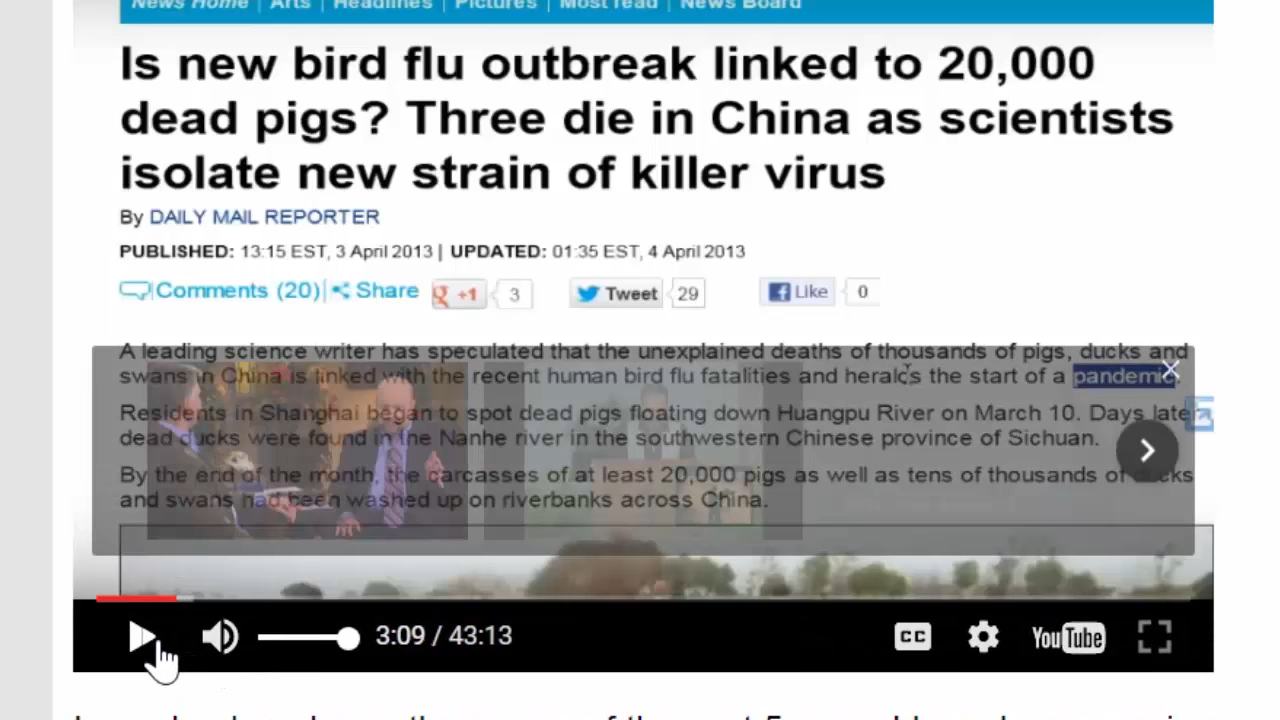 News Home | Arts | Headlines | Pictures | Most read | News Board
Is new bird flu outbreak linked to 20,000
dead pigs? Three die in China as scientists
isolate new strain of killer virus
By DAILY MAIL REPORTER
PUBLISHED: 13:15 EST, 3 April 2013 | UPDATED: 01:35 EST, 4 April 2013
Comments (20) | Share +1 3 Tweet 29 Like 0
A leading science writer has speculated that the unexplained deaths of thousands of pigs, ducks and
swans in China is linked with the recent human bird flu fatalities and heralds the start of a pandemic.
Residents in Shanghai began to spot dead pigs floating down Huangpu River on March 10. Days later
dead ducks were found in the Nanhe river in the southwestern Chinese province of Sichuan.
By the end of the month, the carcasses of at least 20,000 pigs as well as tens of thousands of ducks
and swans had been washed up on riverbanks across China.
3:09 / 43:13 CC YouTube